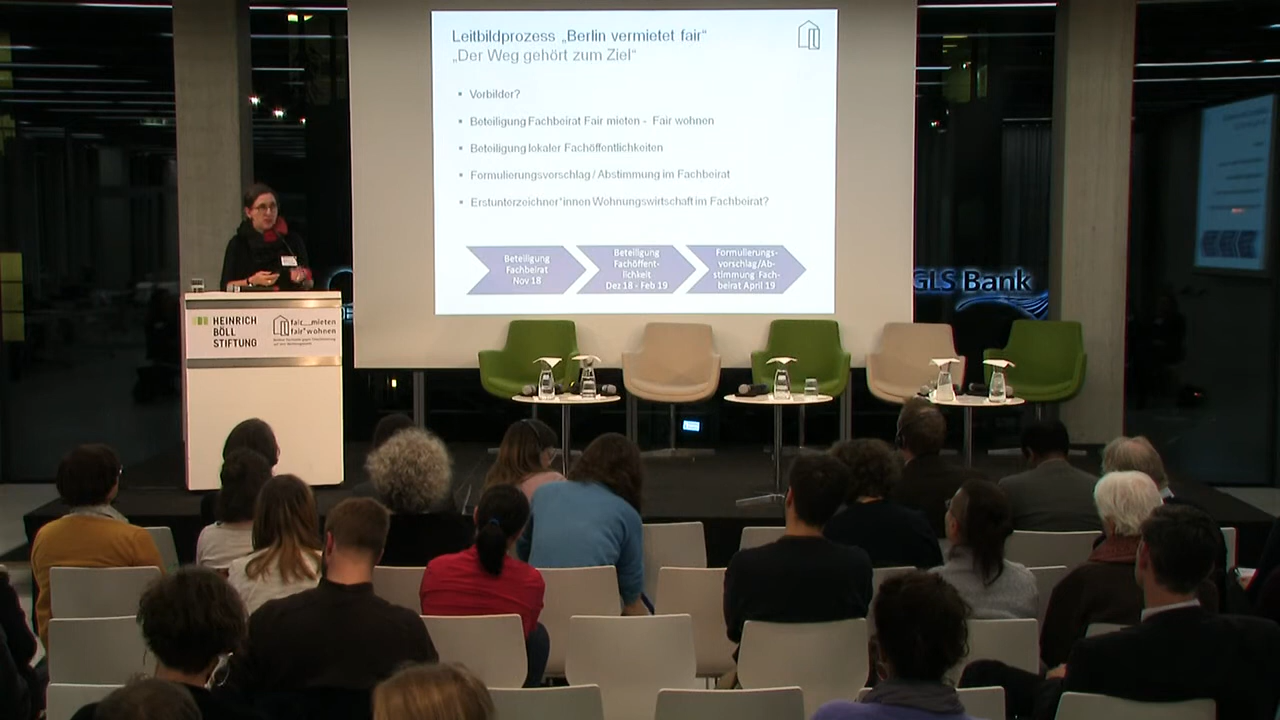 Leitbildprozess „Berlin vermietet fair“
„Der Weg gehört zum Ziel“
▪ Vorbilder?
▪ Beteiligung Fachbeirat Fair mieten - Fair wohnen
▪ Beteiligung lokaler Fachöffentlichkeiten
▪ Formulierungsvorschlag / Abstimmung im Fachbeirat
▪ Erstunterzeichner*innen Wohnungswirtschaft im Fachbeirat?
Beteiligung
Fachbeirat
Nov 18
Beteiligung
Fachöffent-
lichkeit
Dez 18 - Feb 19
Formulierungs-
vorschlag/Ab-
stimmung Fach-
beirat April 19
GLS Bank
HEINRICH
BÖLL
STIFTUNG
fair__mieten
fair*wohnen